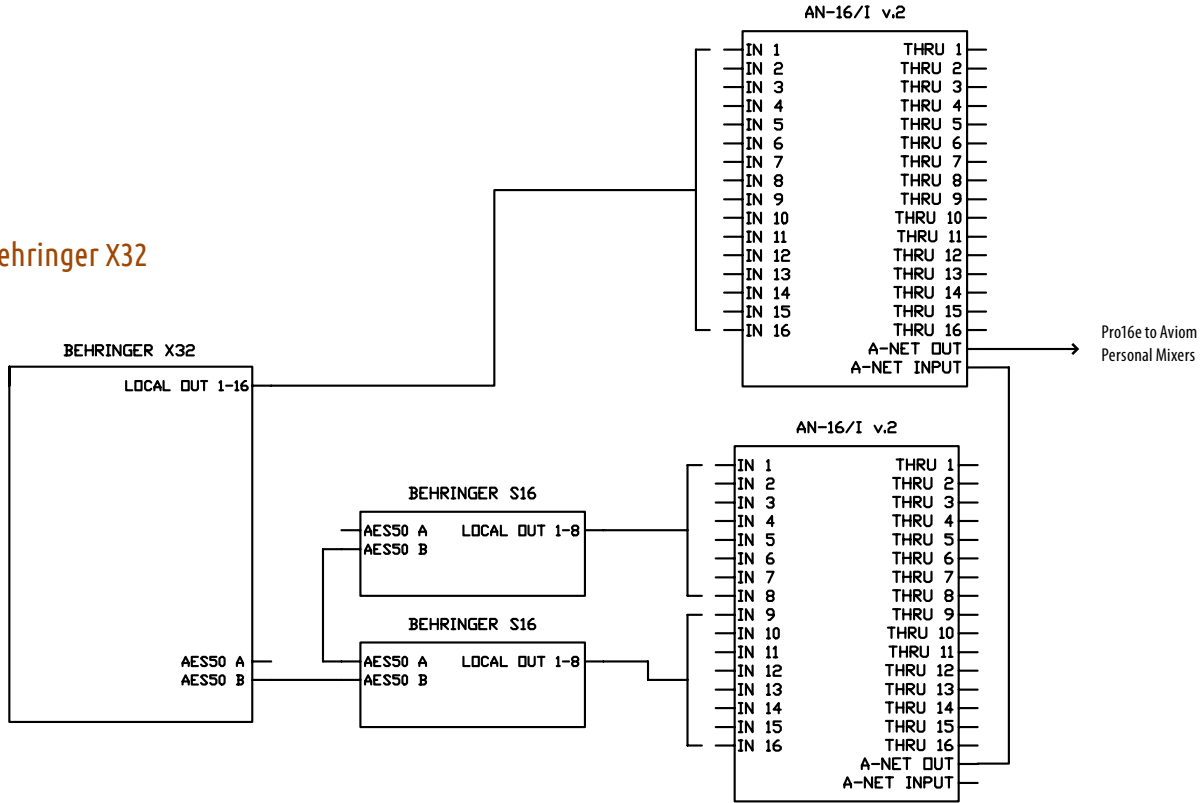 AN-16/I v.2
IN 1 THRU 1
IN 2 THRU 2
IN 3 THRU 3
IN 4 THRU 4
IN 5 THRU 5
IN 6 THRU 6
IN 7 THRU 7
IN 8 THRU 8
IN 9 THRU 9
IN 10 THRU 10
IN 11 THRU 11
IN 12 THRU 12
IN 13 THRU 13
IN 14 THRU 14
IN 15 THRU 15
IN 16 THRU 16
A-NET OUT
A-NET INPUT
Pro16e to Aviom
Personal Mixers
ehringer X32
BEHRINGER X32
LOCAL OUT 1-16
AES50 A
AES50 B
BEHRINGER S16
AES50 A LOCAL OUT 1-8
AES50 B
BEHRINGER S16
AES50 A LOCAL OUT 1-8
AES50 B
AN-16/I v.2
IN 1 THRU 1
IN 2 THRU 2
IN 3 THRU 3
IN 4 THRU 4
IN 5 THRU 5
IN 6 THRU 6
IN 7 THRU 7
IN 8 THRU 8
IN 9 THRU 9
IN 10 THRU 10
IN 11 THRU 11
IN 12 THRU 12
IN 13 THRU 13
IN 14 THRU 14
IN 15 THRU 15
IN 16 THRU 16
A-NET OUT
A-NET INPUT